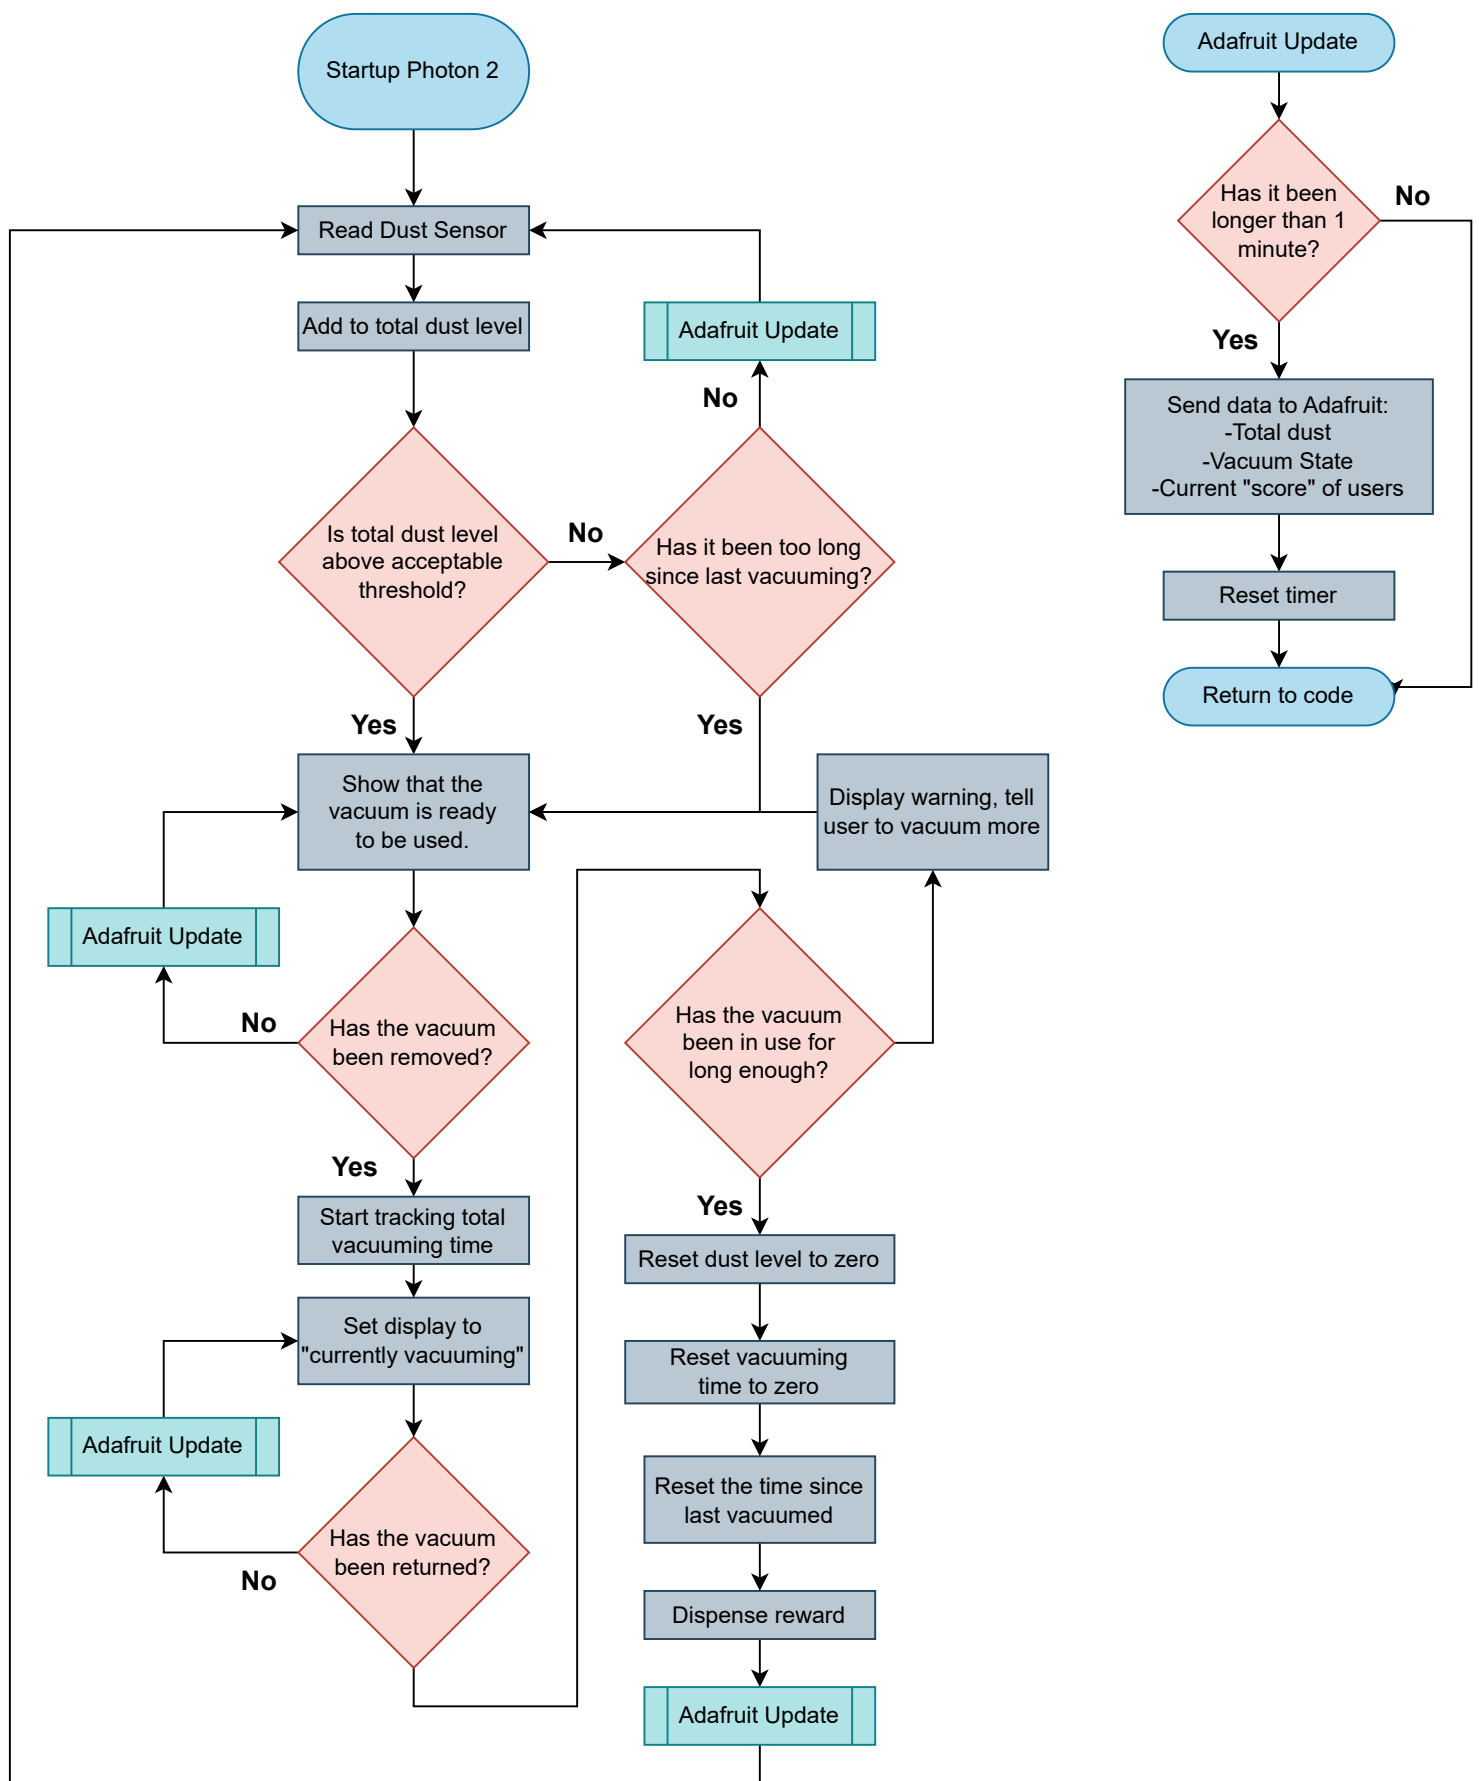 Startup Photon 2
Read Dust Sensor
Add to total dust level
Is total dust level
above acceptable
threshold?
No
Has it been too long
since last vacuuming?
No
Adafruit Update
Yes
Yes
Show that the
vacuum is ready
to be used.
Display warning, tell
user to vacuum more
Adafruit Update
No
Has the vacuum
been removed?
Yes
Start tracking total
vacuuming time
Set display to
"currently vacuuming"
Adafruit Update
No
Has the vacuum
been returned?
Has the vacuum
been in use for
long enough?
Yes
Reset dust level to zero
Reset vacuuming
time to zero
Reset the time since
last vacuumed
Dispense reward
Adafruit Update
Adafruit Update
Has it been
longer than 1
minute?
No
Yes
Send data to Adafruit:
-Total dust
-Vacuum State
-Current "score" of users
Reset timer
Return to code